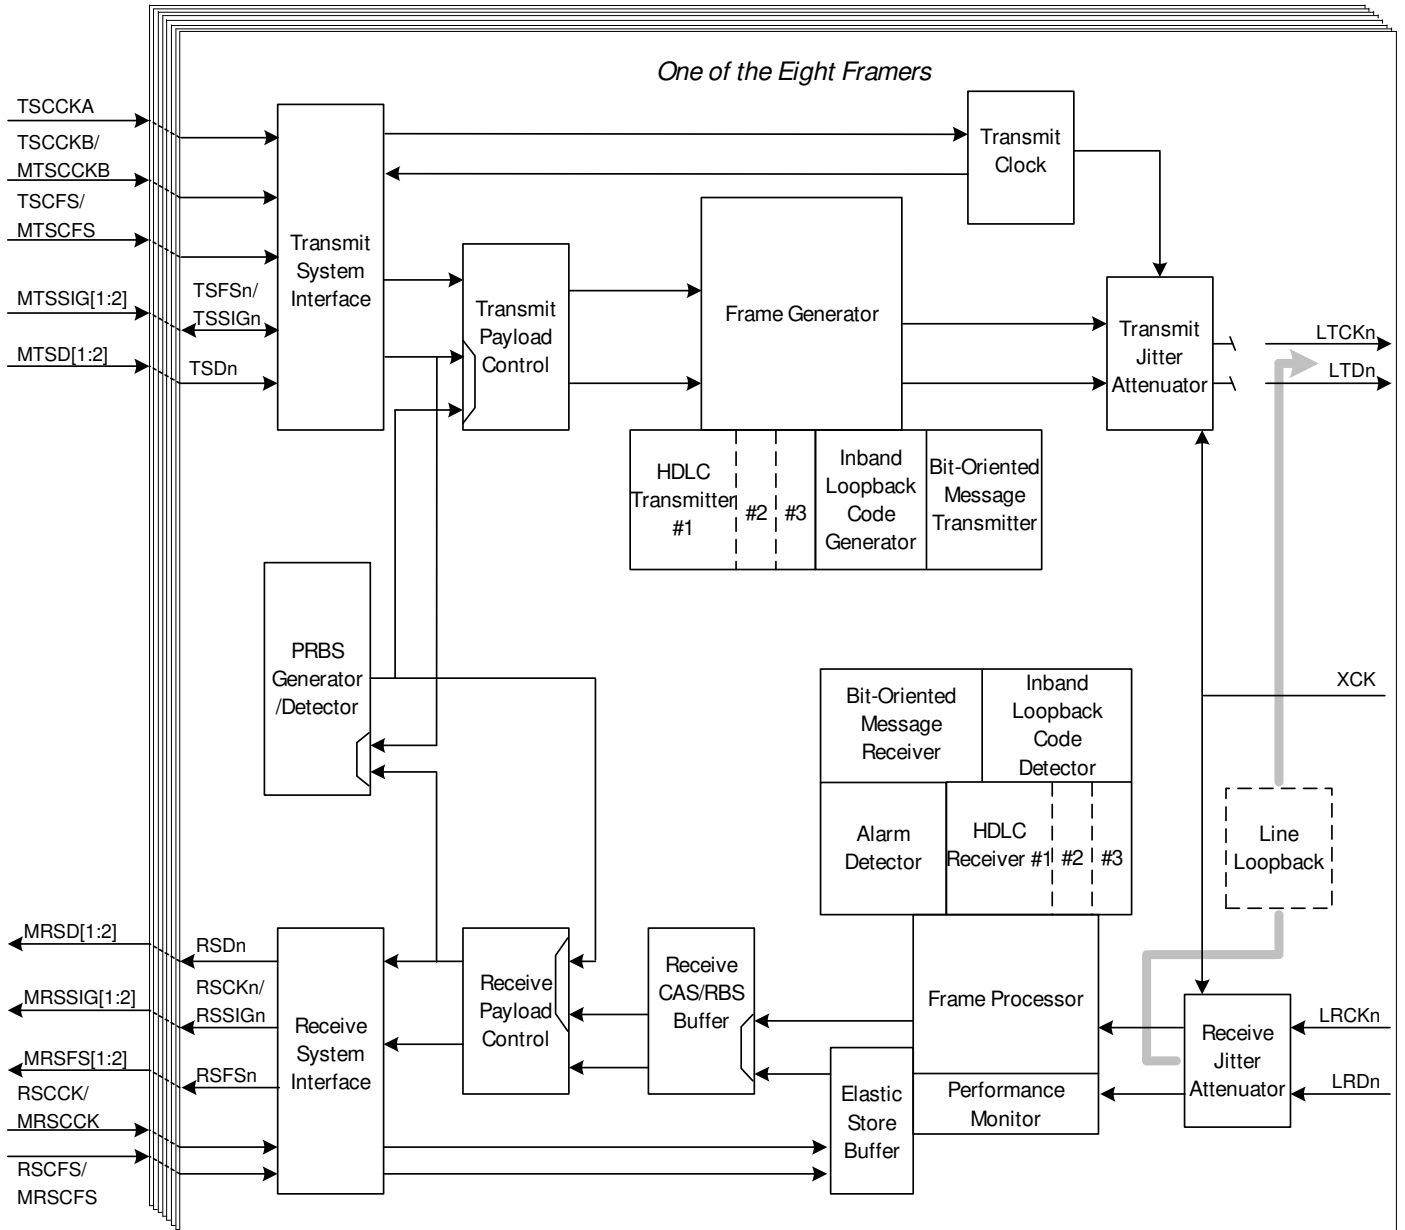 One of the Eight Framers
TSCCKA
TSCCKB/
MTSCCKB
TSCFS/
MTSCFS
MTSSIG[1:2]
MTSD[1:2]
TSFSn/
TSSIGn
TSDn
Transmit
System
Interface
Transmit
Payload
Control
Frame Generator
Transmit
Clock
Transmit
Jitter
Attenuator
LTCKn
LTDn
HDLC
Transmitter
#1
#2
#3
Inband
Loopback
Code
Generator
Bit-Oriented
Message
Transmitter
PRBS
Generator
/Detector
XCK
Bit-Oriented
Message
Receiver
Inband
Loopback
Code
Detector
Alarm
Detector
HDLC
Receiver #1
#2
#3
Line
Loopback
MRSD[1:2]
MRSSIG[1:2]
MRSFS[1:2]
RSCCK/
MRSCCK
RSCFS/
MRSCFS
RSDn
RSCKn/
RSSIGn
RSFSn
Receive
System
Interface
Receive
Payload
Control
Receive
CAS/RBS
Buffer
Frame Processor
Elastic
Store
Buffer
Performance
Monitor
Receive
Jitter
Attenuator
LRCKn
LRDn